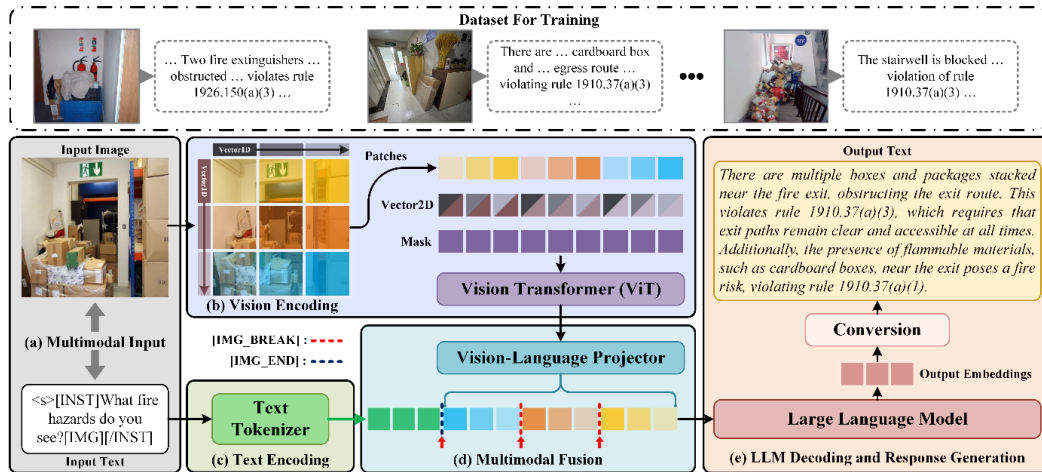 Dataset For Training
… Two fire extinguishers …
obstructed … violates rule
1926.150(a)(3) …
There are … cardboard box
and … egress route …
violating rule 1910.37(a)(3)
…
The stairwell is blocked …
violation of rule
1910.37(a)(3) …
Input Image
(a) Multimodal Input
<s>[INST]What fire
hazards do you
see?[IMG][/INST]
Input Text
Vector1D
Vector1D
Patches
Vector2D
Mask
(b) Vision Encoding
Vision Transformer (ViT)
|IMG_BREAK| :
|IMG_END| :
Text
Tokenizer
(c) Text Encoding
Vision-Language Projector
(d) Multimodal Fusion
Output Text
There are multiple boxes and packages stacked
near the fire exit, obstructing the exit route. This
violates rule 1910.37(a)(3), which requires that
exit paths remain clear and accessible at all times.
Additionally, the presence of flammable materials,
such as cardboard boxes, near the exit poses a fire
risk, violating rule 1910.37(a)(1).
Conversion
Output Embeddings
Large Language Model
(e) LLM Decoding and Response Generation